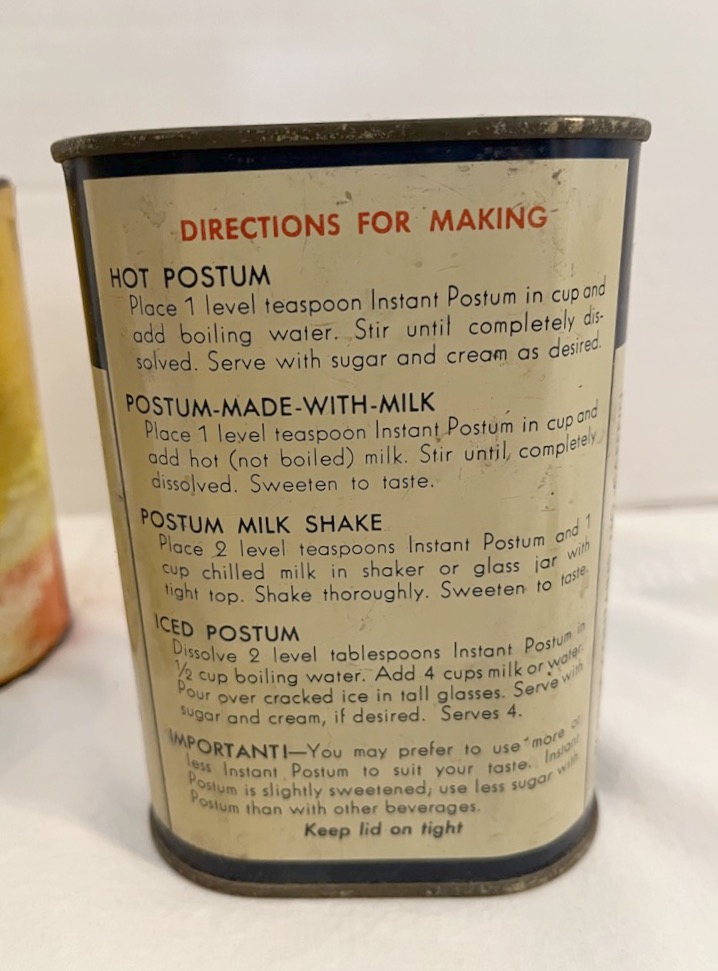 DIRECTIONS FOR MAKING
HOT POSTUM
Place 1 level teaspoon Instant Postum in cup and
add boiling water. Stir until completely dis-
solved. Serve with sugar and cream as desired.
POSTUM-MADE-WITH-MILK
Place 1 level teaspoon Instant Postum in cup and
add hot (not boiled) milk. Stir until completely
dissolved. Sweeten to taste.
POSTUM MILK SHAKE
Place 2 level teaspoons Instant Postum and 1
cup chilled milk in shaker or glass jar with
tight top. Shake thoroughly. Sweeten to taste.
ICED POSTUM
Dissolve 2 level tablespoons Instant Postum in
½ cup boiling water. Add 4 cups milk or water.
Pour over cracked ice in tall glasses. Serve with
sugar and cream, if desired. Serves 4.
IMPORTANT!—You may prefer to use more or
less Instant Postum to suit your taste. Instant
Postum is slightly sweetened; use less sugar with
Postum than with other beverages.
Keep lid on tight